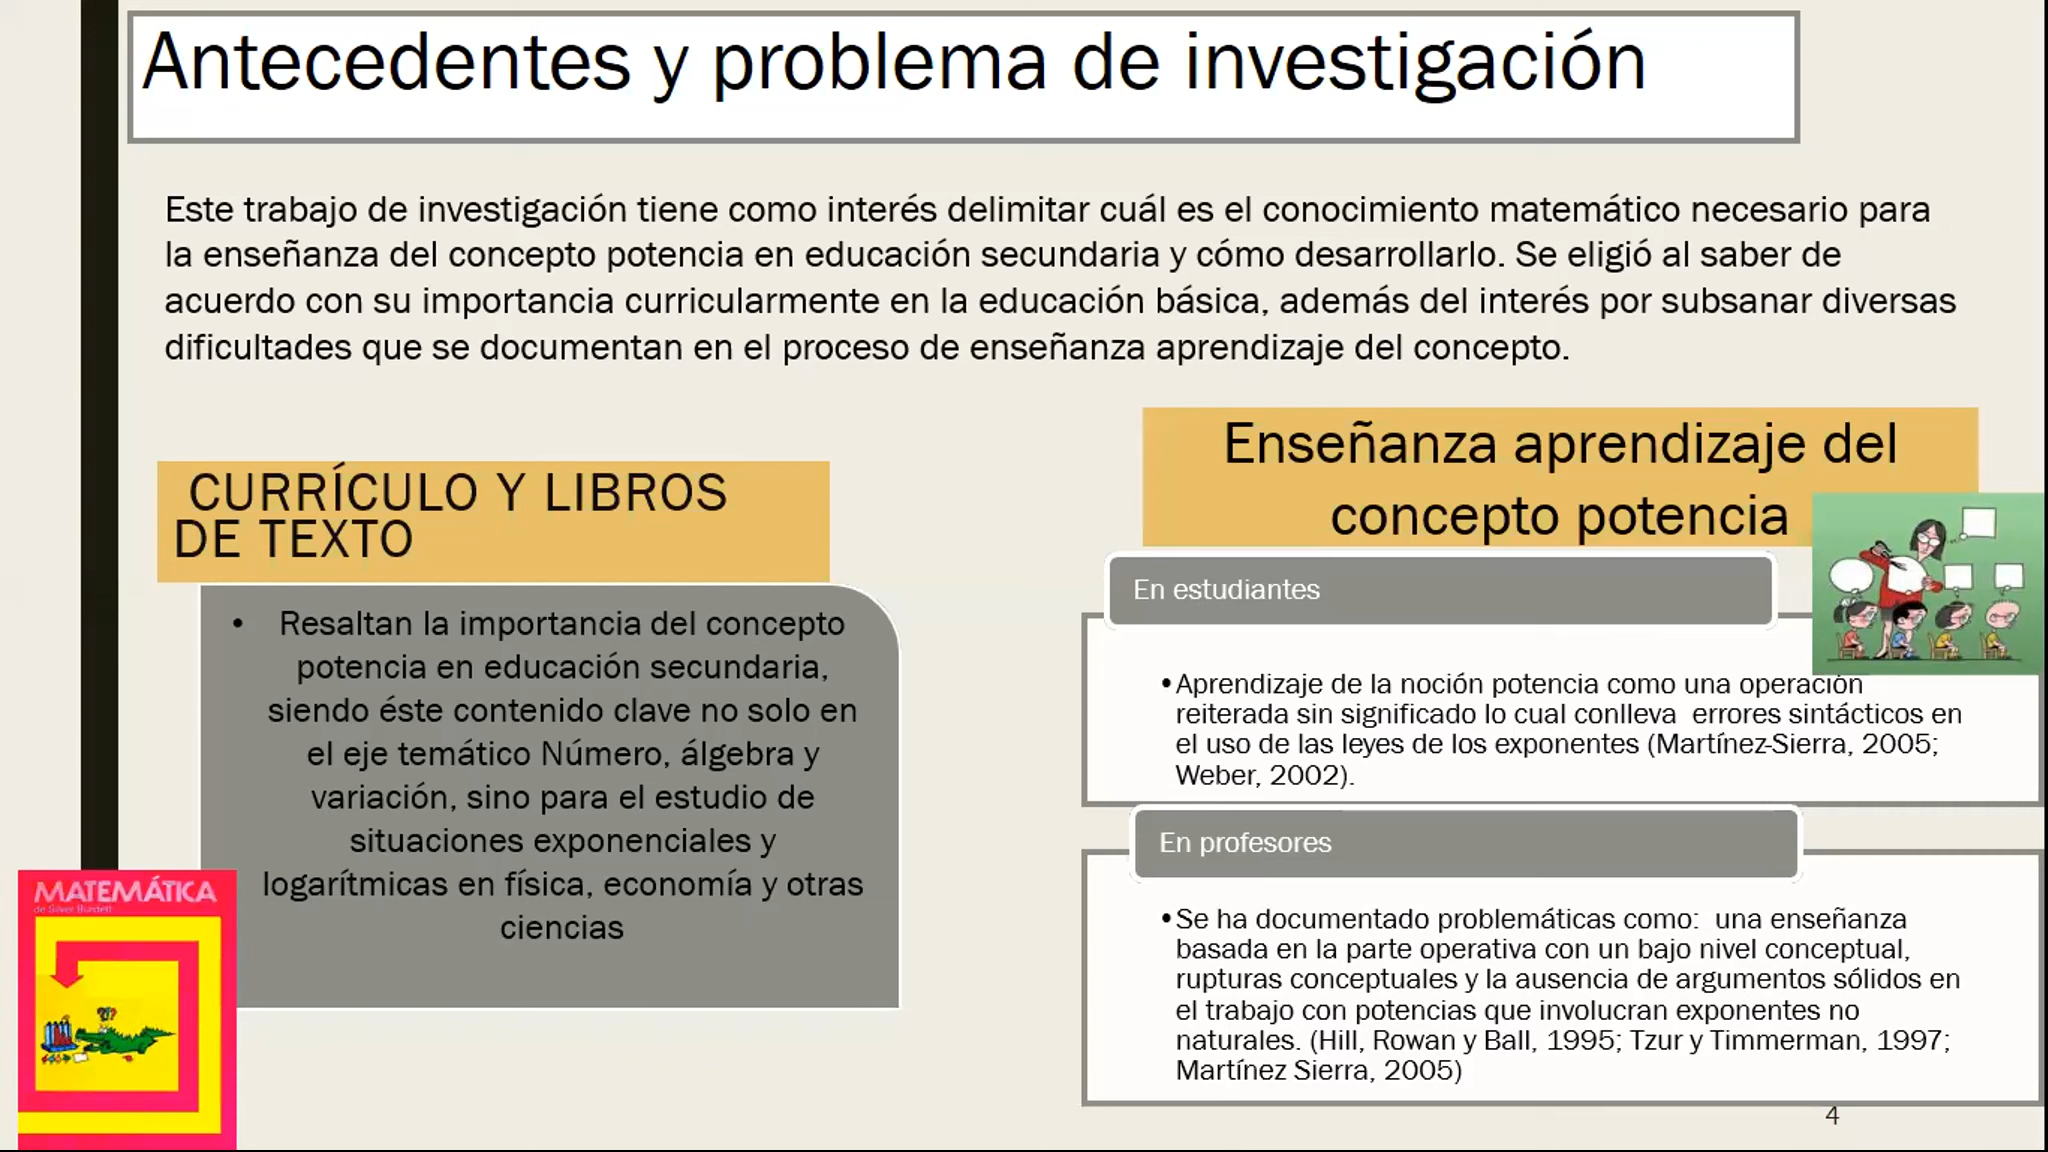 Antecedentes y problema de investigación
Este trabajo de investigación tiene como interés delimitar cuál es el conocimiento matemático necesario para
la enseñanza del concepto potencia en educación secundaria y cómo desarrollarlo. Se eligió al saber de
acuerdo con su importancia curricularmente en la educación básica, además del interés por subsanar diversas
dificultades que se documentan en el proceso de enseñanza aprendizaje del concepto.
CURRÍCULO Y LIBROS
DE TEXTO
• Resaltan la importancia del concepto
potencia en educación secundaria,
siendo éste contenido clave no solo en
el eje temático Número, álgebra y
variación, sino para el estudio de
situaciones exponenciales y
logarítmicas en física, economía y otras
ciencias
MATEMÁTICA
de Silver Burdett
Enseñanza aprendizaje del
concepto potencia
En estudiantes
•Aprendizaje de la noción potencia como una operación
reiterada sin significado lo cual conlleva errores sintácticos en
el uso de las leyes de los exponentes (Martínez-Sierra, 2005;
Weber, 2002).
En profesores
•Se ha documentado problemáticas como: una enseñanza
basada en la parte operativa con un bajo nivel conceptual,
rupturas conceptuales y la ausencia de argumentos sólidos en
el trabajo con potencias que involucran exponentes no
naturales. (Hill, Rowan y Ball, 1995; Tzur y Timmerman, 1997;
Martínez Sierra, 2005)
4